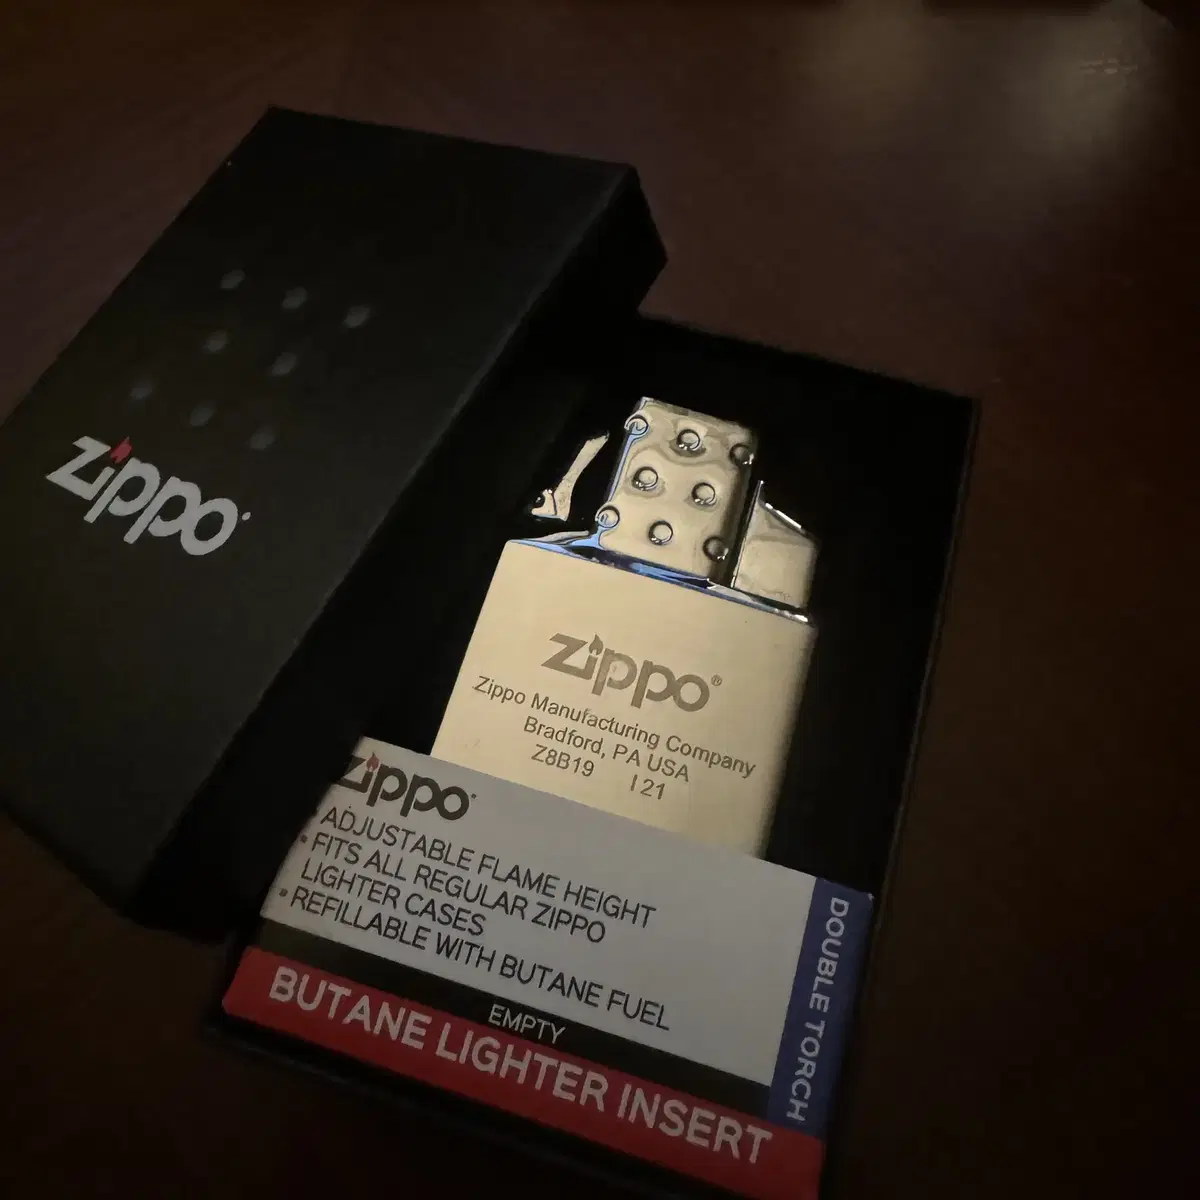 zippo
zippo®
Zippo Manufacturing Company
Bradford, PA USA
Z8B19 I 21
zippo
• ADJUSTABLE FLAME HEIGHT
• FITS ALL REGULAR ZIPPO
LIGHTER CASES
• REFILLABLE WITH BUTANE FUEL
EMPTY
BUTANE LIGHTER INSERT
DOUBLE TORCH